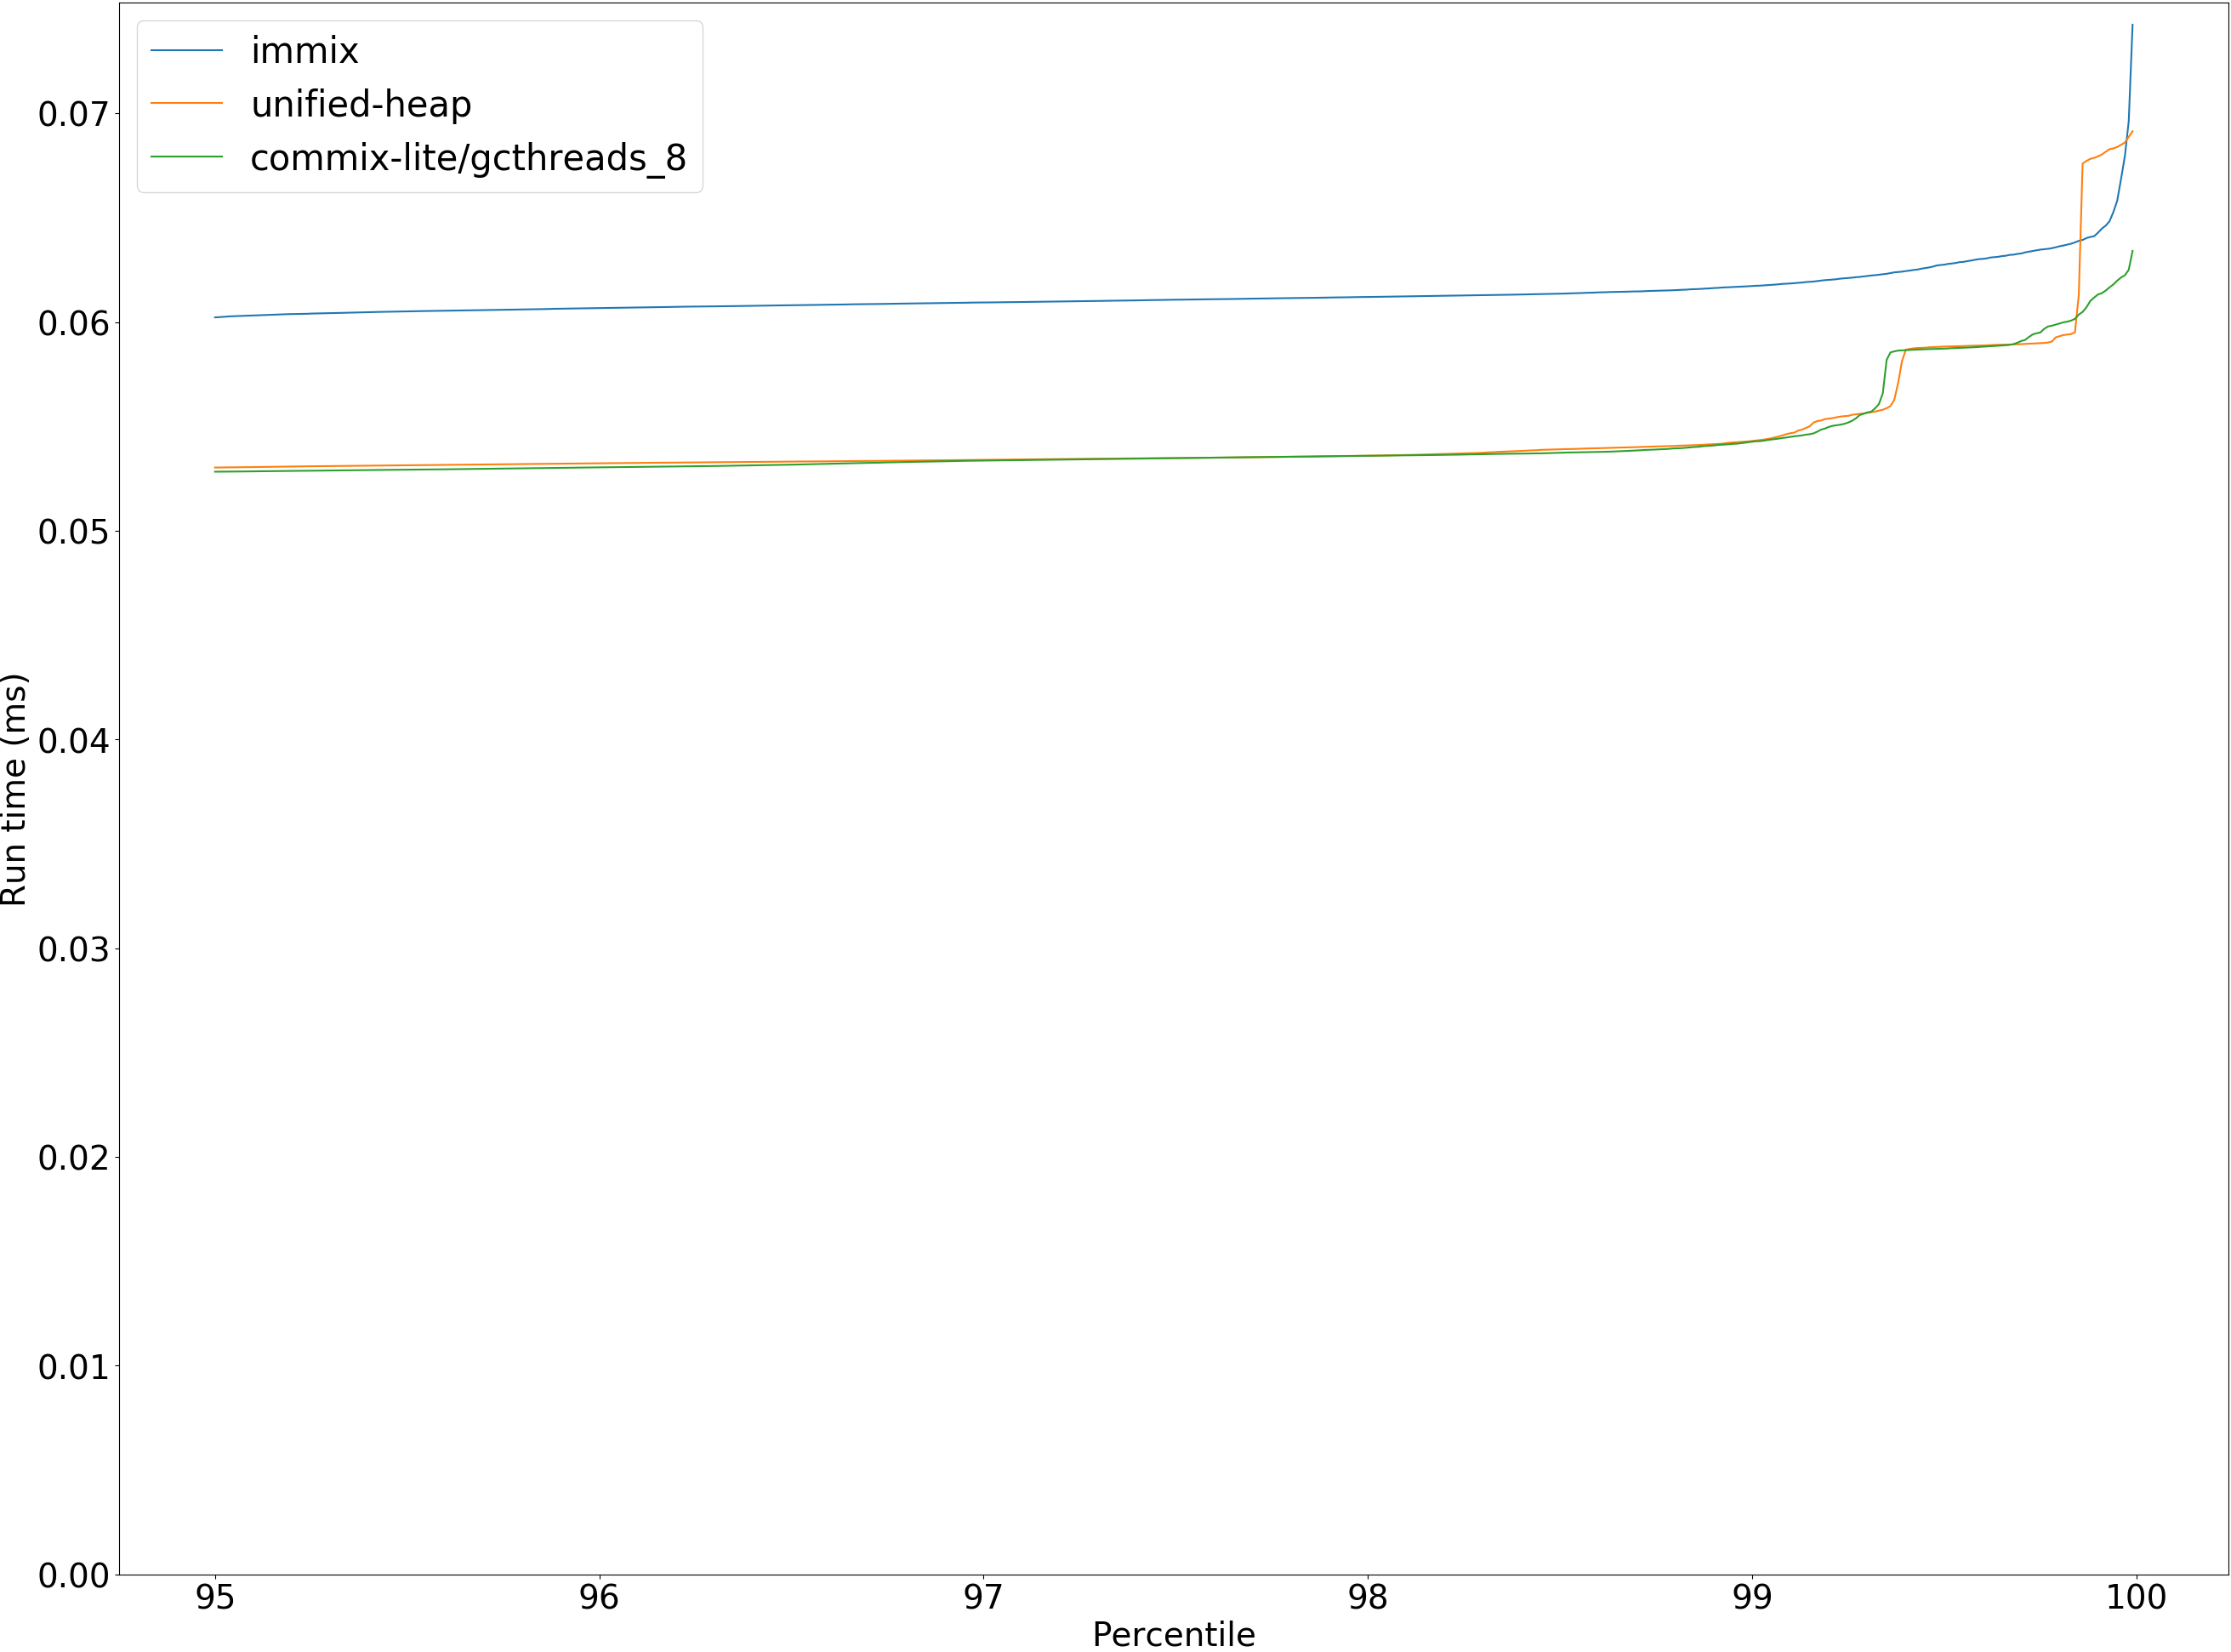 immix
unified-heap
commix-lite/gcthreads_8
0.07
0.06
0.05
0.04
0.03
0.02
0.01
0.00
Run time (ms)
95 96 97 98 99 100
Percentile